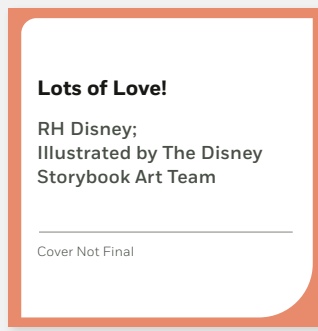 Lots of Love!
RH Disney;
Illustrated by The Disney
Storybook Art Team
Cover Not Final